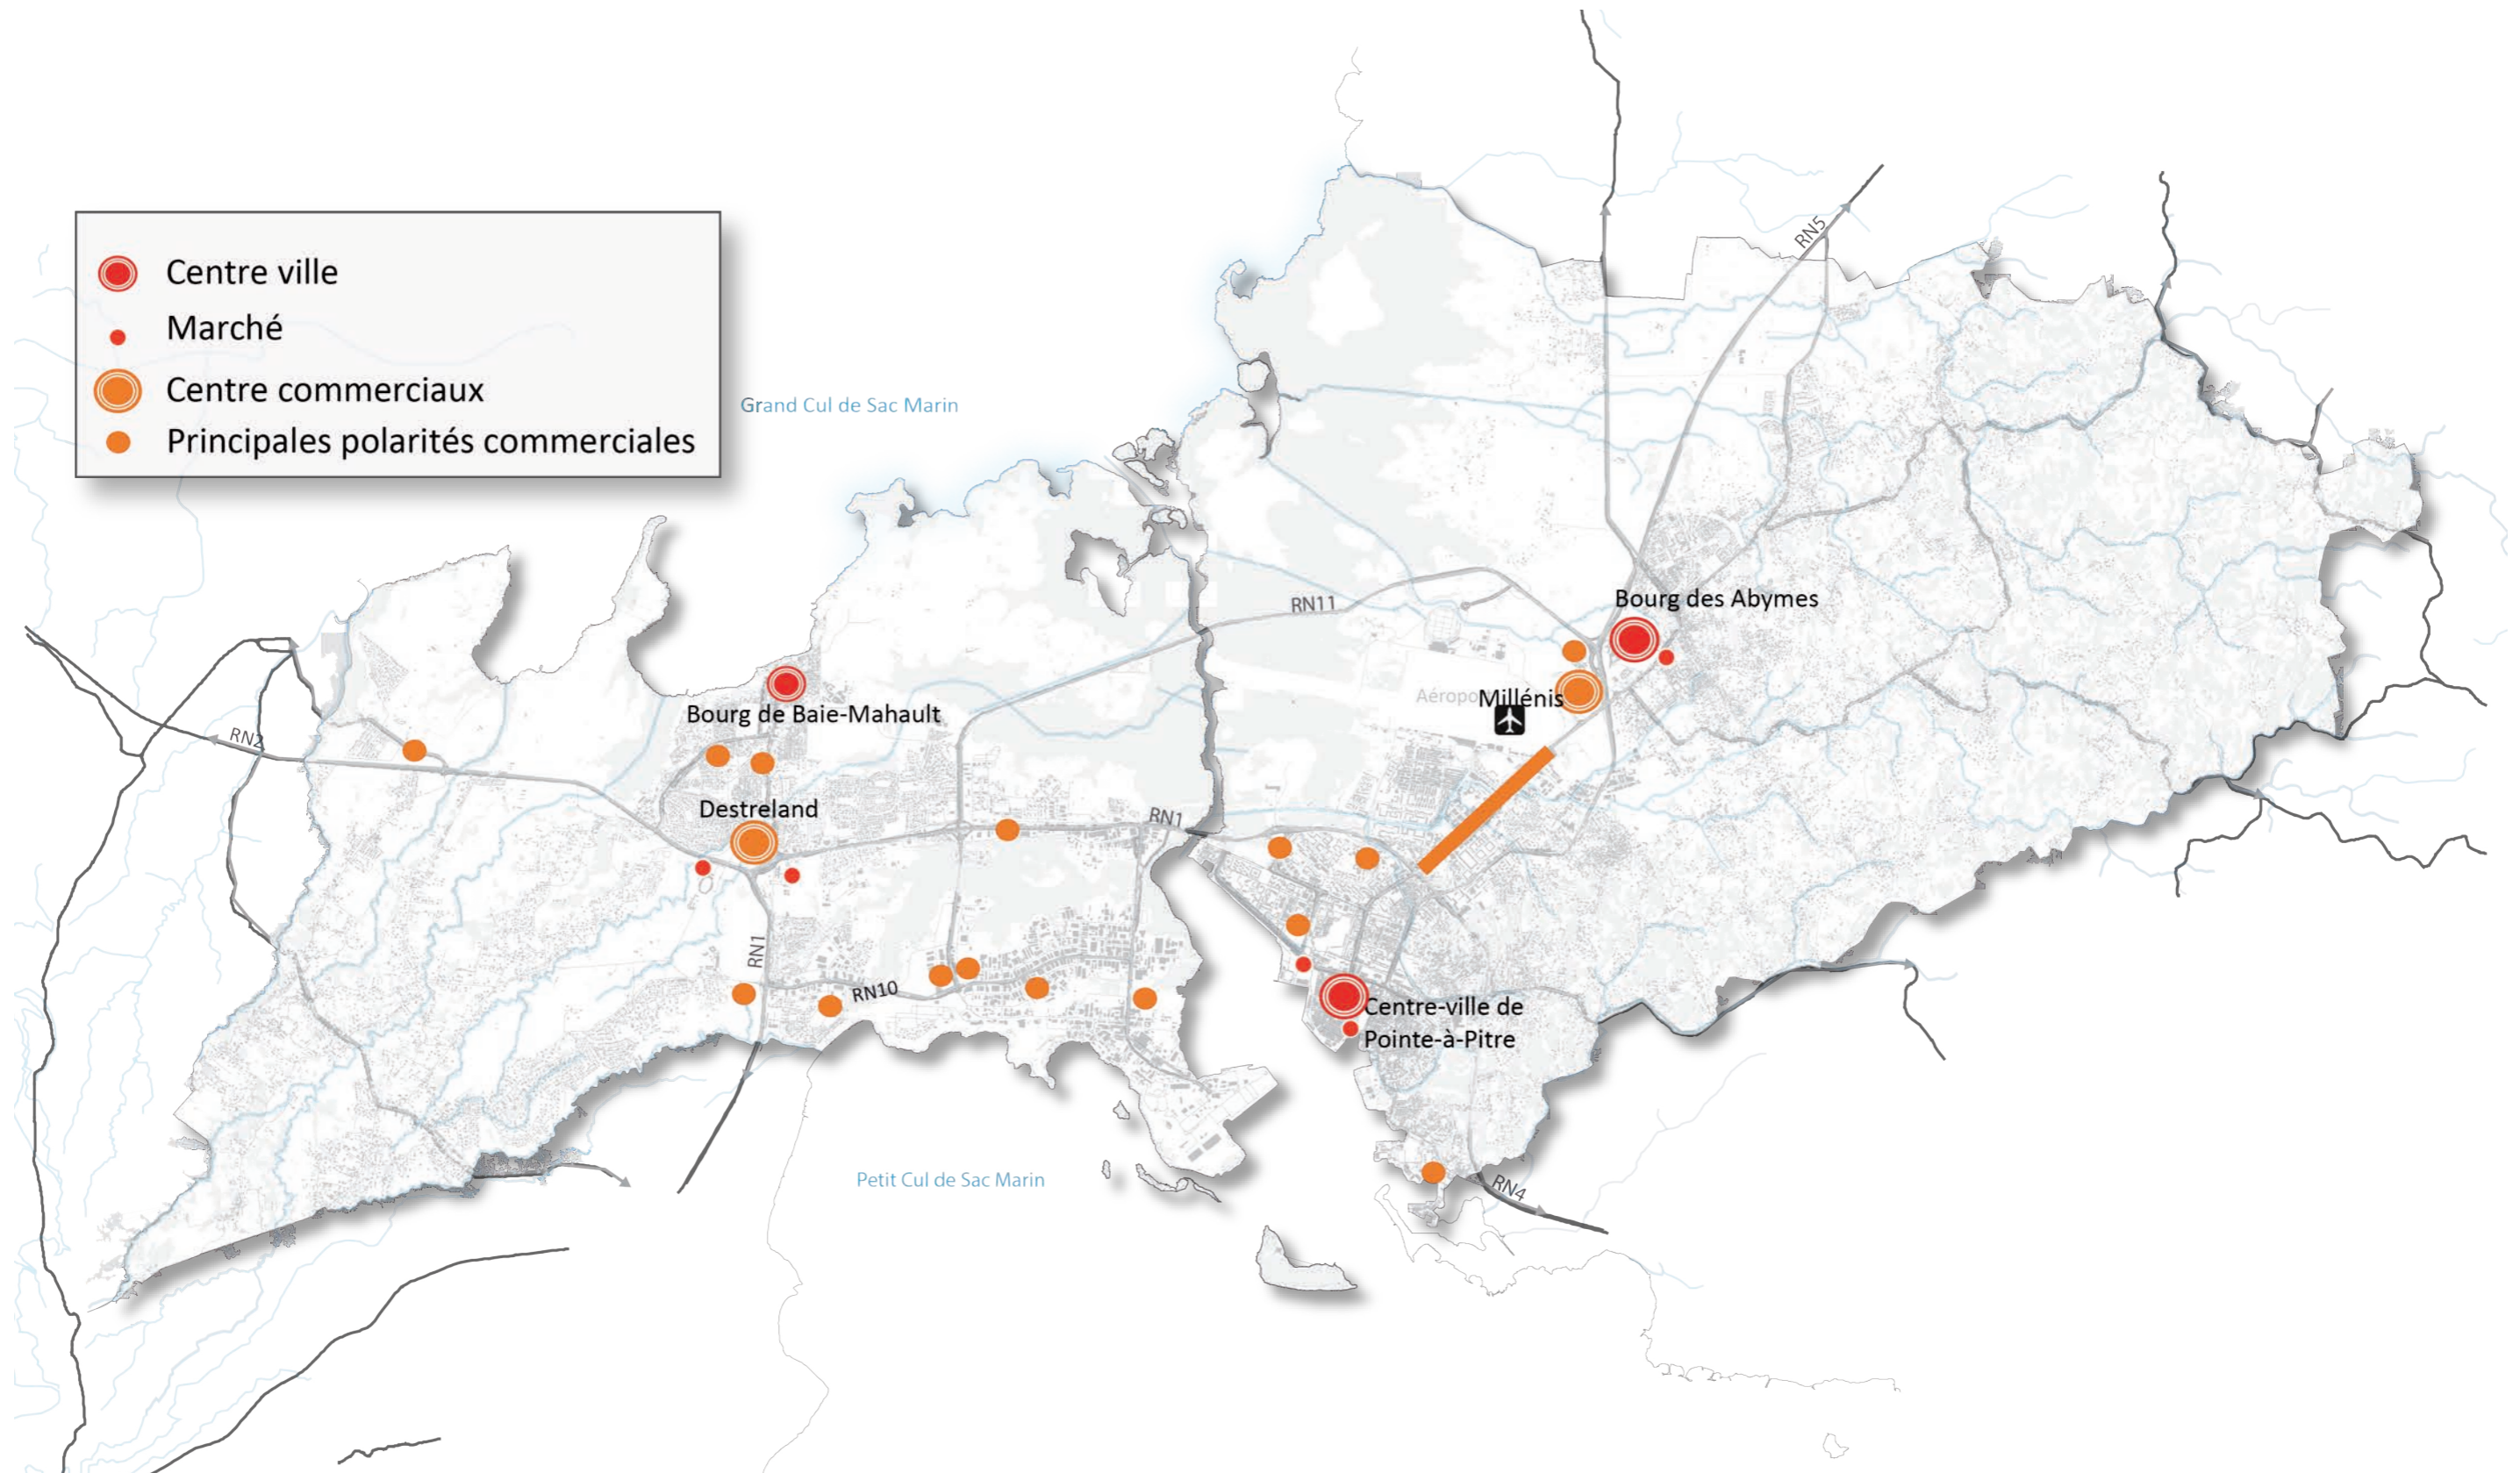 Centre ville
Marché
Centre commerciaux
Principales polarités commerciales
Grand Cul de Sac Marin
RN5
RN11
Bourg des Abymes
Aéroport
Millénis
Bourg de Baie-Mahault
RN2
Destreland
RN1
RN1
RN10
Centre-ville de
Pointe-à-Pitre
Petit Cul de Sac Marin
RN4